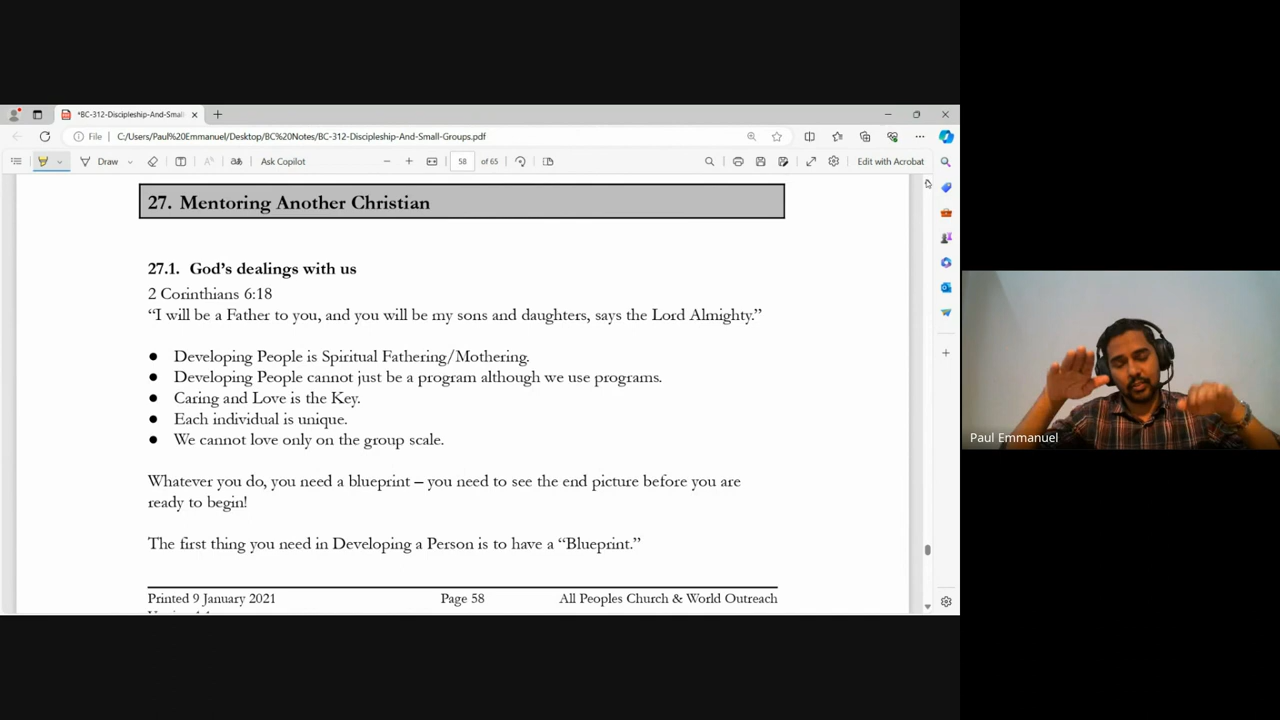 *BC-312-Discipleship-And-Small-
File
C:/Users/Paul%20Emmanuel/Desktop/BC%20Notes/BC-312-Discipleship-And-Small-Groups.pdf
Draw
Ask Copilot
58
of 65
Edit with Acrobat
27. Mentoring Another Christian
27.1. God’s dealings with us
2 Corinthians 6:18
“I will be a Father to you, and you will be my sons and daughters, says the Lord Almighty.”
● Developing People is Spiritual Fathering/Mothering.
● Developing People cannot just be a program although we use programs.
● Caring and Love is the Key.
● Each individual is unique.
● We cannot love only on the group scale.
Whatever you do, you need a blueprint – you need to see the end picture before you are
ready to begin!
The first thing you need in Developing a Person is to have a “Blueprint.”
Printed 9 January 2021
Page 58
All Peoples Church & World Outreach
Paul Emmanuel